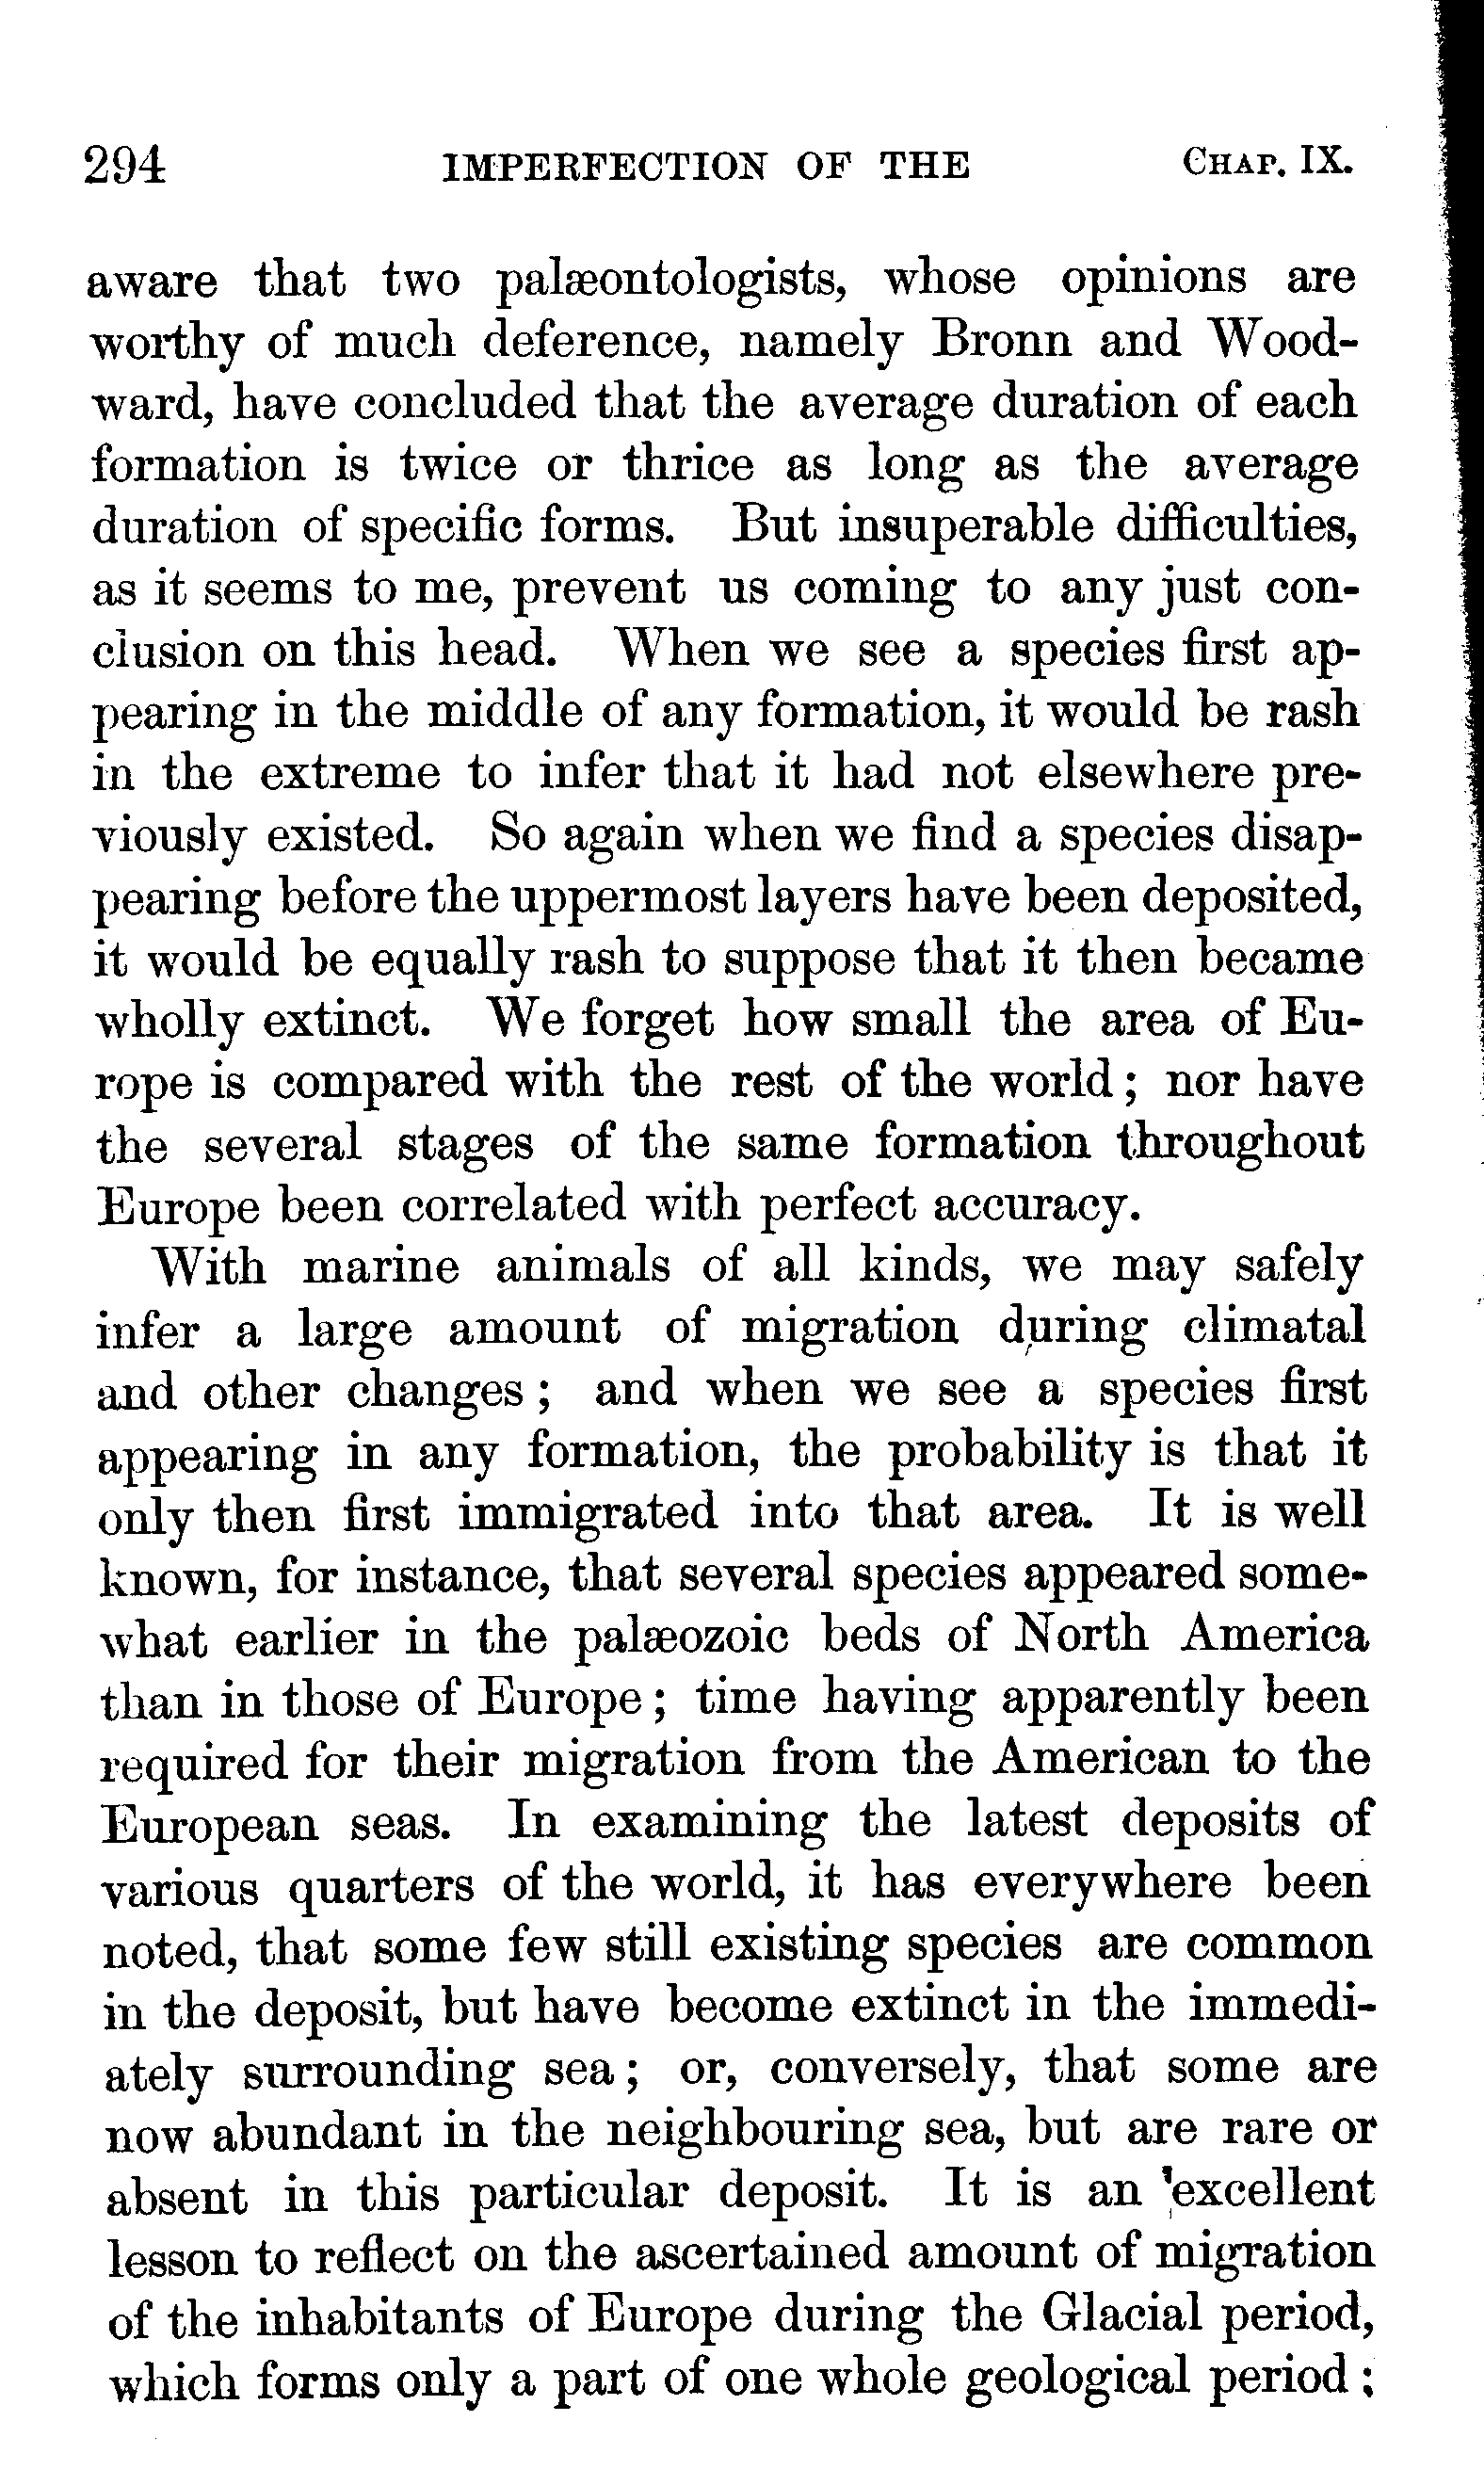 294 IMPERFECTION OF THE CHAP. IX.
aware that two palæontologists, whose opinions are
worthy of much deference, namely Bronn and Wood-
ward, have concluded that the average duration of each
formation is twice or thrice as long as the average
duration of specific forms. But insuperable difficulties,
as it seems to me, prevent us coming to any just con-
clusion on this head. When we see a species first ap-
pearing in the middle of any formation, it would be rash
in the extreme to infer that it had not elsewhere pre-
viously existed. So again when we find a species disap-
pearing before the uppermost layers have been deposited,
it would be equally rash to suppose that it then became
wholly extinct. We forget how small the area of Eu-
rope is compared with the rest of the world; nor have
the several stages of the same formation throughout
Europe been correlated with perfect accuracy.
With marine animals of all kinds, we may safely
infer a large amount of migration during climatal
and other changes; and when we see a species first
appearing in any formation, the probability is that it
only then first immigrated into that area. It is well
known, for instance, that several species appeared some-
what earlier in the palæozoic beds of North America
than in those of Europe; time having apparently been
required for their migration from the American to the
European seas. In examining the latest deposits of
various quarters of the world, it has everywhere been
noted, that some few still existing species are common
in the deposit, but have become extinct in the immedi-
ately surrounding sea; or, conversely, that some are
now abundant in the neighbouring sea, but are rare or
absent in this particular deposit. It is an excellent
lesson to reflect on the ascertained amount of migration
of the inhabitants of Europe during the Glacial period,
which forms only a part of one whole geological period;